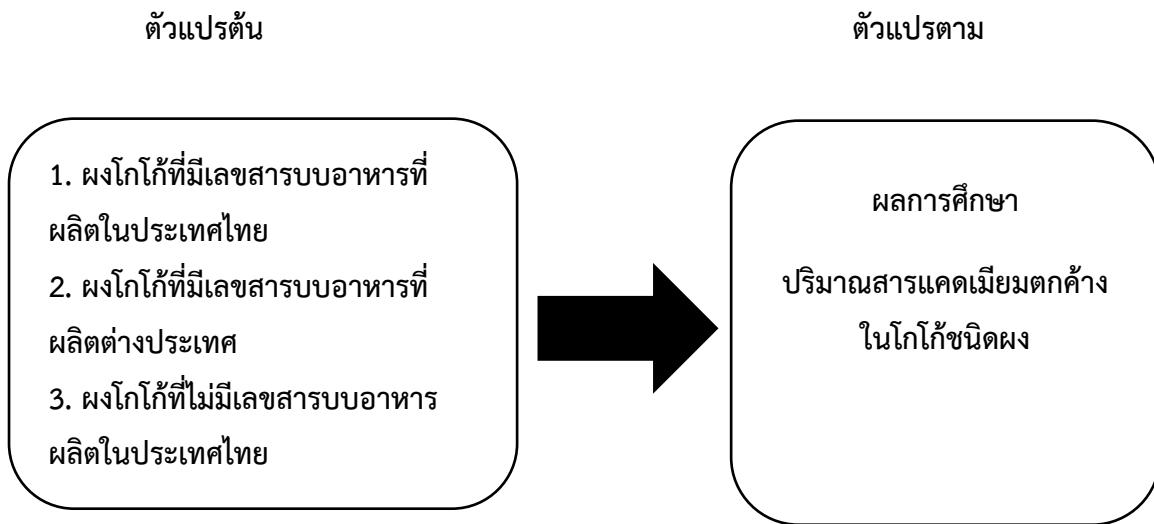 ตัวแปรต้น
ตัวแปรตาม
1. ผงโกโก้ที่มีเลขสารบบอาหารที่
ผลิตในประเทศไทย
2. ผงโกโก้ที่มีเลขสารบบอาหารที่
ผลิตต่างประเทศ
3. ผงโกโก้ที่ไม่มีเลขสารบบอาหาร
ผลิตในประเทศไทย
ผลการศึกษา
ปริมาณสารแคดเมียมตกค้าง
ในโกโก้ชนิดผง